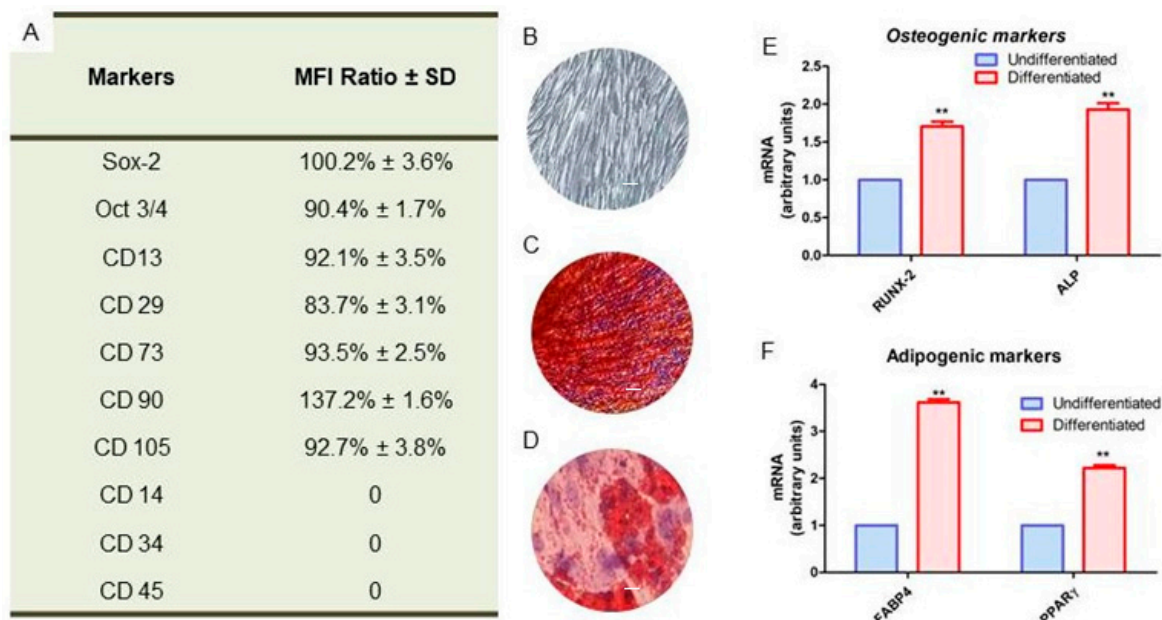 A
Markers MFI Ratio ± SD
Sox-2 100.2% ± 3.6%
Oct 3/4 90.4% ± 1.7%
CD13 92.1% ± 3.5%
CD 29 83.7% ± 3.1%
CD 73 93.5% ± 2.5%
CD 90 137.2% ± 1.6%
CD 105 92.7% ± 3.8%
CD 14 0
CD 34 0
CD 45 0
B
C
D
E
Osteogenic markers
Undifferentiated
Differentiated
mRNA
(arbitrary units)
2.5
2.0
1.5
1.0
0.5
0.0
**
**
RUNX-2
ALP
F
Adipogenic markers
Undifferentiated
Differentiated
mRNA
(arbitrary units)
4
3
2
1
0
**
**
FABP4
PPARγ